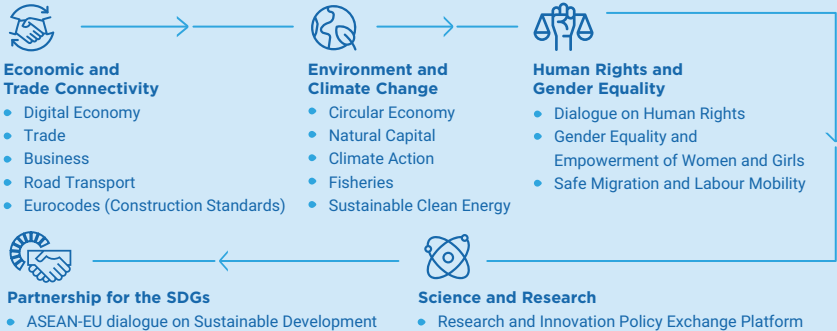 Economic and
Trade Connectivity
• Digital Economy
• Trade
• Business
• Road Transport
• Eurocodes (Construction Standards)
Environment and
Climate Change
• Circular Economy
• Natural Capital
• Climate Action
• Fisheries
• Sustainable Clean Energy
Human Rights and
Gender Equality
• Dialogue on Human Rights
• Gender Equality and
Empowerment of Women and Girls
• Safe Migration and Labour Mobility
Science and Research
• Research and Innovation Policy Exchange Platform
Partnership for the SDGs
• ASEAN-EU dialogue on Sustainable Development